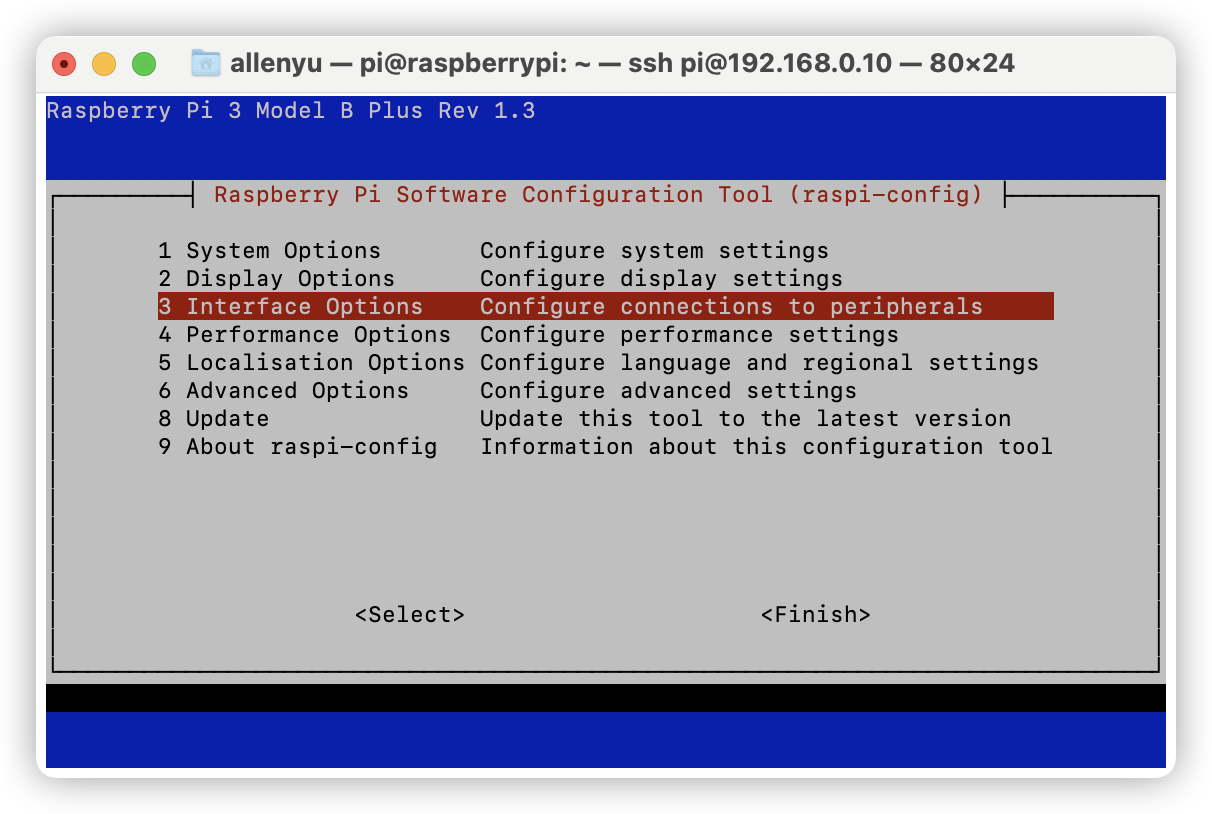 allenyu — pi@raspberrypi: ~ — ssh pi@192.168.0.10 — 80×24
Raspberry Pi 3 Model B Plus Rev 1.3
Raspberry Pi Software Configuration Tool (raspi-config)
1 System Options Configure system settings
2 Display Options Configure display settings
3 Interface Options Configure connections to peripherals
4 Performance Options Configure performance settings
5 Localisation Options Configure language and regional settings
6 Advanced Options Configure advanced settings
8 Update Update this tool to the latest version
9 About raspi-config Information about this configuration tool
<Select> <Finish>